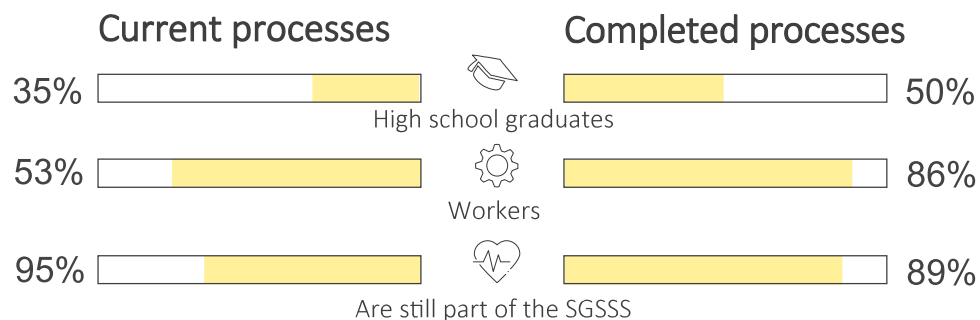 Current processes
Completed processes
35%
50%
High school graduates
53%
86%
Workers
95%
89%
Are still part of the SGSSS